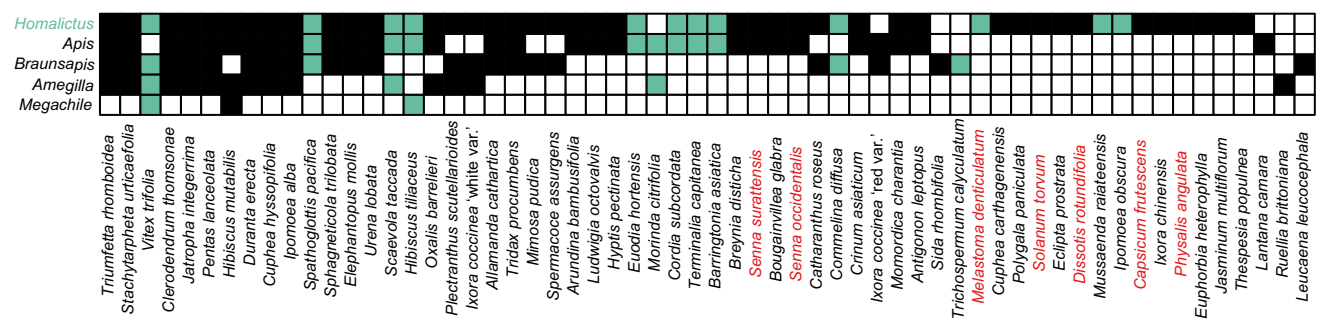 Homalictus
Apis
Braunsapis
Amegilla
Megachile
Triumfetta rhomboidea
Stachytarpheta urticaefolia
Vitex trifolia
Clerodendrum thomsonae
Jatropha integerrima
Pentas lanceolata
Hibiscus mutabilis
Duranta erecta
Cuphea hyssopifolia
Ipomoea alba
Spathoglottis pacifica
Sphagneticola trilobata
Elephantopus mollis
Urena lobata
Scaevola taccada
Hibiscus tiliaceus
Oxalis barrelieri
Plectranthus scutellarioides
Ixora coccinea 'white var.'
Allamanda cathartica
Tridax procumbens
Mimosa pudica
Spermacoce assurgens
Arundina bambusifolia
Ludwigia octovalvis
Hyptis pectinata
Euodia hortensis
Morinda citrifolia
Cordia subcordata
Terminalia capitanea
Barringtonia asiatica
Breynia disticha
Senna surattensis
Bougainvillea glabra
Senna occidentalis
Catharanthus roseus
Commelina diffusa
Crinum asiaticum
Ixora coccinea 'red var.'
Momordica charantia
Antigonon leptopus
Sida rhombifolia
Trichospermum calyculatum
Melastoma denticulatum
Cuphea carthagenensis
Polygala paniculata
Solanum torvum
Eclipta prostrata
Dissotis rotundifolia
Mussaenda raiateensis
Ipomoea obscura
Capsicum frutescens
Ixora chinensis
Physalis angulata
Euphorbia heterophylla
Jasminum multiflorum
Thespesia populnea
Lantana camara
Ruellia brittoniana
Leucaena leucocephala